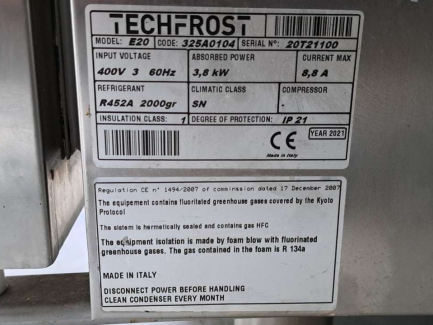 TECHFROST
MODEL: E20 CODE: 325A0104 SERIAL N°: 20T21100
INPUT VOLTAGE ABSORBED POWER CURRENT MAX
400V 3 60Hz 3,8 kW 8,8 A
REFRIGERANT CLIMATIC CLASS COMPRESSOR
R452A 2000gr SN -
INSULATION CLASS: 1 DEGREE OF PROTECTION: IP 21
CE YEAR 2021
Made in Italy
Regulation CE n° 1494/2007 of commission dated 17 December 2007
The equipement contains fluoritated greenhouse gases covered by the Kyoto
Protocol
The sistem is hermetically sealed and contains gas HFC
The equipment isolation is made by foam blow with fluorinated
greenhouse gases. The gas contained in the foam is R 134a
MADE IN ITALY
DISCONNECT POWER BEFORE HANDLING
CLEAN CONDENSER EVERY MONTH